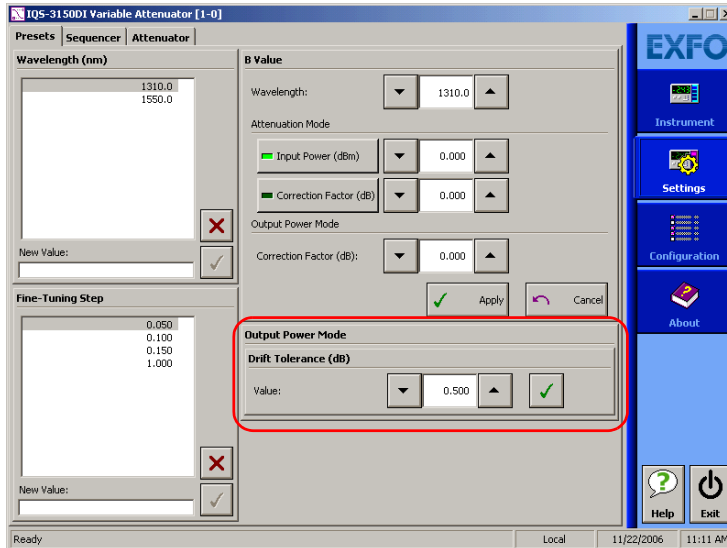 IQS-3150DI Variable Attenuator [1-0]
Presets Sequencer Attenuator
Wavelength (nm)
1310.0
1550.0
New Value:
Fine-Tuning Step
0.050
0.100
0.150
1.000
New Value:
B Value
Wavelength: 1310.0
Attenuation Mode
Input Power (dBm) 0.000
Correction Factor (dB) 0.000
Output Power Mode
Correction Factor (dB): 0.000
Apply Cancel
Output Power Mode
Drift Tolerance (dB)
Value: 0.500
EXFO
Instrument
Settings
Configuration
About
Help Exit
Ready Local 11/22/2006 11:11 AM